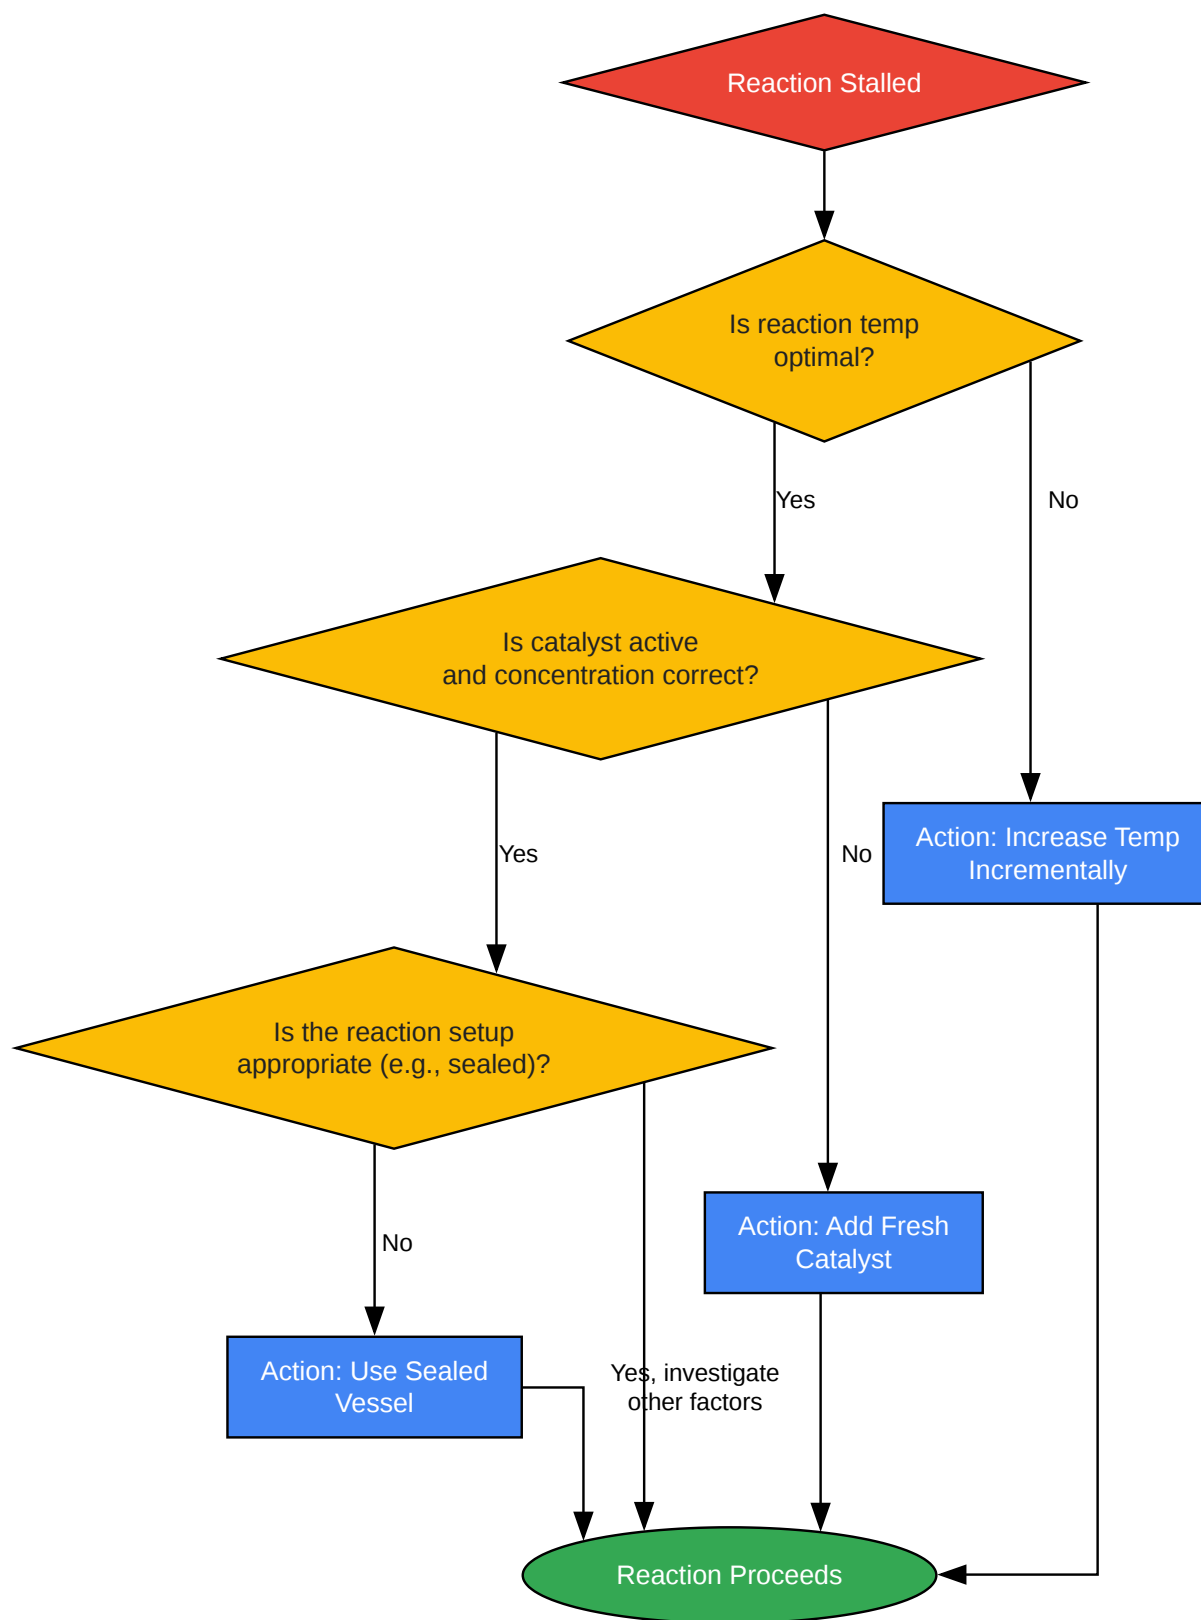 Reaction Stalled
Is reaction temp
optimal?
Yes
No
Is catalyst active
and concentration correct?
Yes
No
Action: Increase Temp
Incrementally
Is the reaction setup
appropriate (e.g., sealed)?
No
Action: Add Fresh
Catalyst
Action: Use Sealed
Vessel
Yes, investigate
other factors
Reaction Proceeds